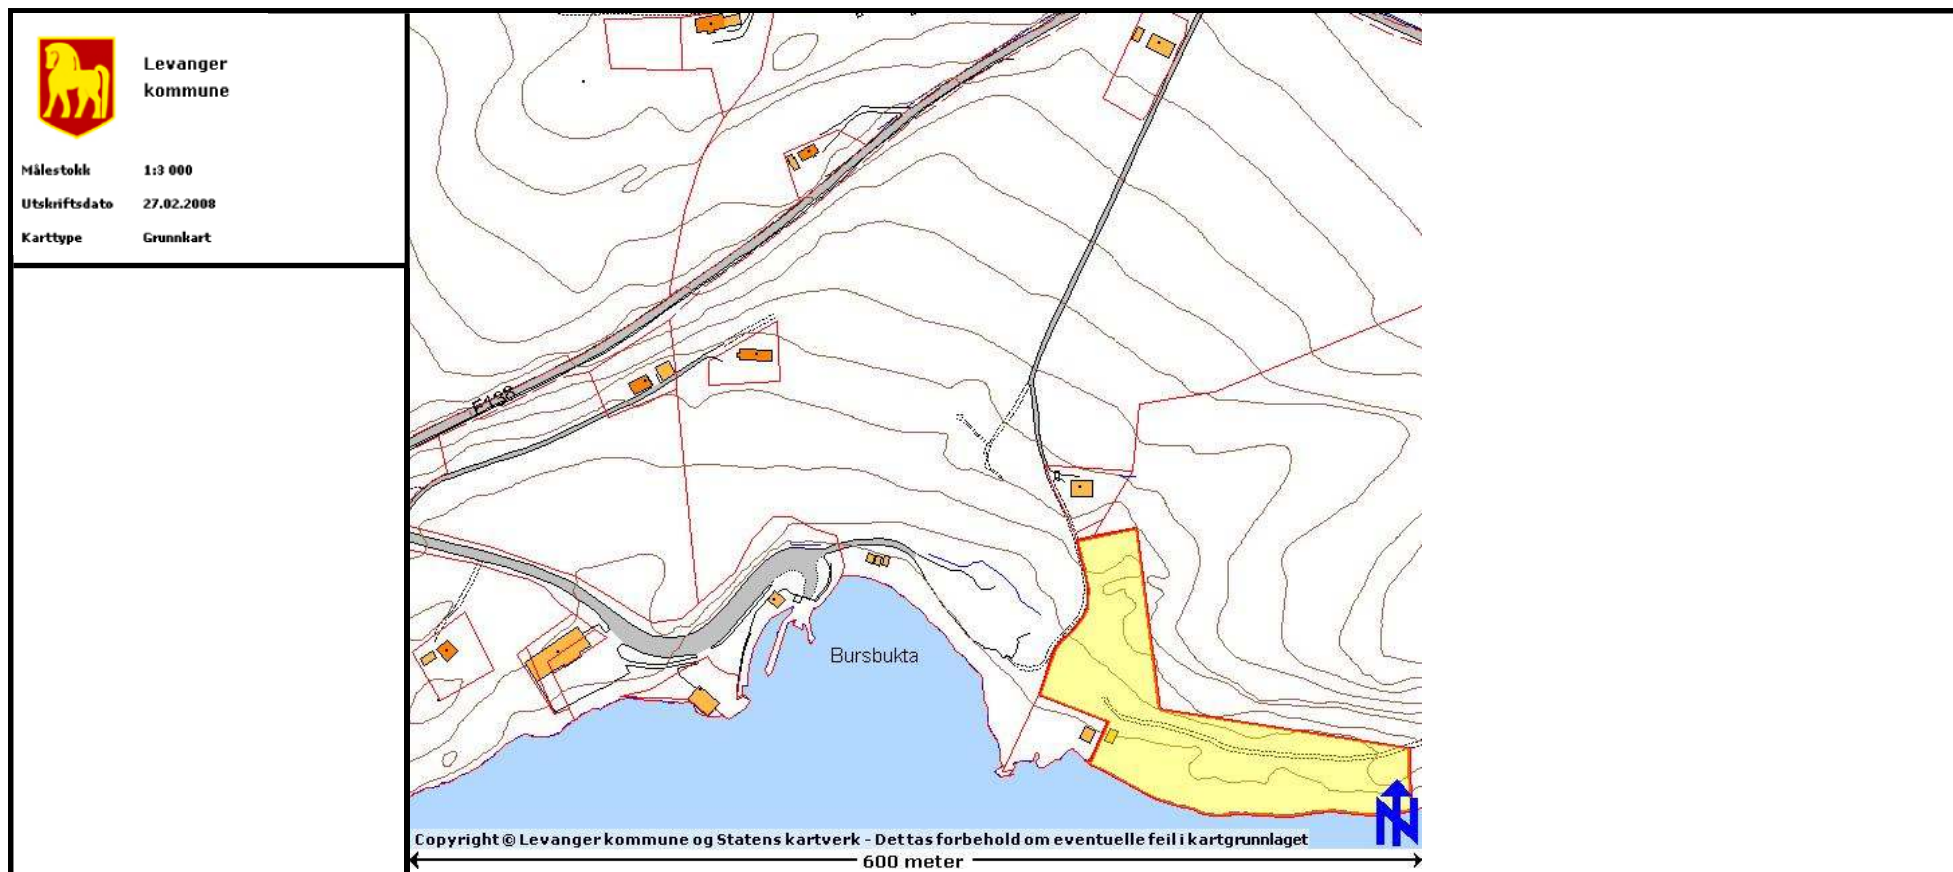 Levanger
kommune
Målestokk 1:3 000
Utskriftsdato 27.02.2008
Karttype Grunnkart
F138
Bursbukta
N
Copyright © Levanger kommune og Statens kartverk - Det tas forbehold om eventuelle feil i kartgrunnlaget
600 meter